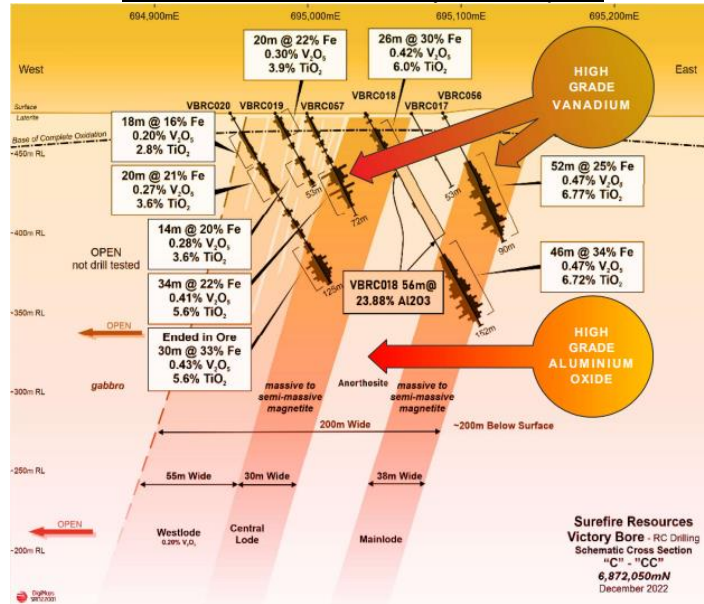 694,900mE
695,000mE
695,100mE
695,200mE
West
East
20m @ 22% Fe
0.30% V₂O₅
3.9% TiO₂
26m @ 30% Fe
0.42% V₂O₅
6.0% TiO₂
HIGH
GRADE
VANADIUM
Surface
Laterite
Base of Complete Oxidation
VBRC020
VBRC019
VBRC057
VBRC018
VBRC017
VBRC056
18m @ 16% Fe
0.20% V₂O₅
2.8% TiO₂
450m RL
20m @ 21% Fe
0.27% V₂O₅
3.6% TiO₂
53m
72m
53m
52m @ 25% Fe
0.47% V₂O₅
6.77% TiO₂
14m @ 20% Fe
0.28% V₂O₅
3.6% TiO₂
400m RL
90m
OPEN
not drill tested
34m @ 22% Fe
0.41% V₂O₅
5.6% TiO₂
125m
VBRC018 56m@
23.88% Al2O3
46m @ 34% Fe
0.47% V₂O₅
6.72% TiO₂
350m RL
152m
OPEN
Ended in Ore
30m @ 33% Fe
0.43% V₂O₅
5.6% TiO₂
HIGH
GRADE
ALUMINIUM
OXIDE
gabbro
300m RL
massive to
semi-massive
magnetite
Anorthosite
massive to
semi-massive
magnetite
200m Wide
~200m Below Surface
250m RL
55m Wide
30m Wide
38m Wide
OPEN
200m RL
Westlode
0.20% V₂O₅
Central
Lode
Mainlode
Surefire Resources
Victory Bore - RC Drilling
Schematic Cross Section
"C" - "CC"
6,872,050mN
December 2022